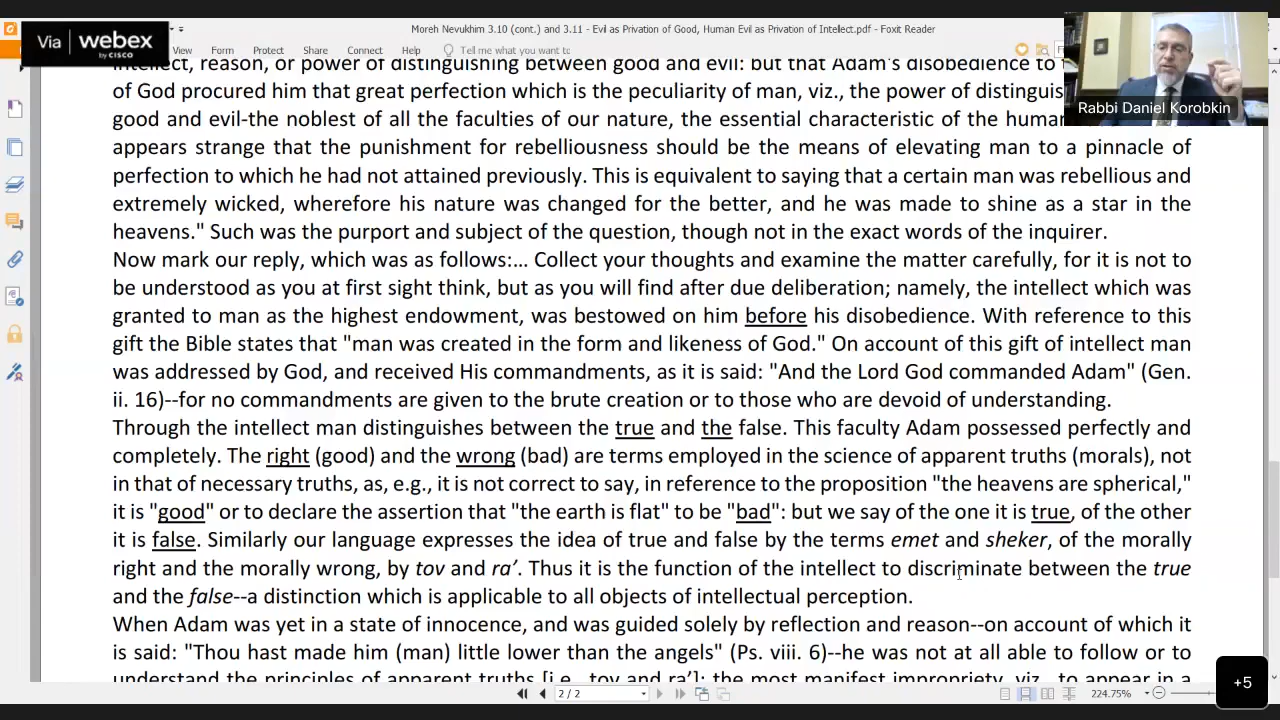 Via webex
by CISCO
Moreh Nevukhim 3.10 (cont.) and 3.11 - Evil as Privation of Good, Human Evil as Privation of Intellect.pdf - Foxit Reader
View Form Protect Share Connect Help Tell me what you want
Rabbi Daniel Korobkin
intellect, reason, or power of distinguishing between good and evil: but that Adam's disobedience to
of God procured him that great perfection which is the peculiarity of man, viz., the power of
good and evil-the noblest of all the faculties of our nature, the essential characteristic of the
appears strange that the punishment for rebelliousness should be the means of elevating man to a pinnacle of
perfection to which he had not attained previously. This is equivalent to saying that a certain man was rebellious and
extremely wicked, wherefore his nature was changed for the better, and he was made to shine as a star in the
heavens." Such was the purport and subject of the question, though not in the exact words of the inquirer.
Now mark our reply, which was as follows:... Collect your thoughts and examine the matter carefully, for it is not to
be understood as you at first sight think, but as you will find after due deliberation; namely, the intellect which was
granted to man as the highest endowment, was bestowed on him before his disobedience. With reference to this
gift the Bible states that "man was created in the form and likeness of God." On account of this gift of intellect man
was addressed by God, and received His commandments, as it is said: "And the Lord God commanded Adam" (Gen.
ii. 16)--for no commandments are given to the brute creation or to those who are devoid of understanding.
Through the intellect man distinguishes between the true and the false. This faculty Adam possessed perfectly and
completely. The right (good) and the wrong (bad) are terms employed in the science of apparent truths (morals), not
in that of necessary truths, as, e.g., it is not correct to say, in reference to the proposition "the heavens are spherical,"
it is "good" or to declare the assertion that "the earth is flat" to be "bad": but we say of the one it is true, of the other
it is false. Similarly our language expresses the idea of true and false by the terms emet and sheker, of the morally
right and the morally wrong, by tov and ra'. Thus it is the function of the intellect to discriminate between the true
and the false--a distinction which is applicable to all objects of intellectual perception.
When Adam was yet in a state of innocence, and was guided solely by reflection and reason--on account of which it
is said: "Thou hast made him (man) little lower than the angels" (Ps. viii. 6)--he was not at all able to follow or to
understand the principles of apparent truths [i.e., tov and ra']; the most manifest impropriety, viz., to appear in a
2 / 2
224.75%
+5